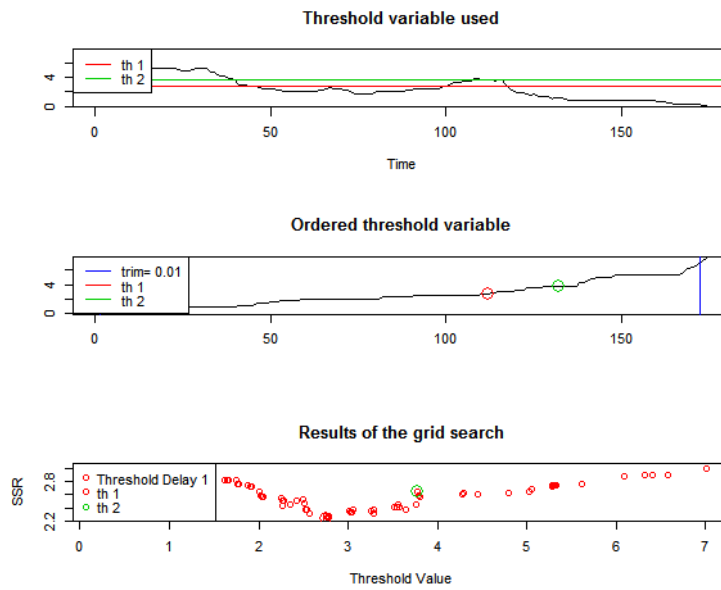 Threshold variable used
th 1
th 2
0 4
0 50 100 150
Time
Ordered threshold variable
trim= 0.01
th 1
th 2
0 4
0 50 100 150
Results of the grid search
Threshold Delay 1
th 1
th 2
SSR
2.2 2.8
0 1 2 3 4 5 6 7
Threshold Value